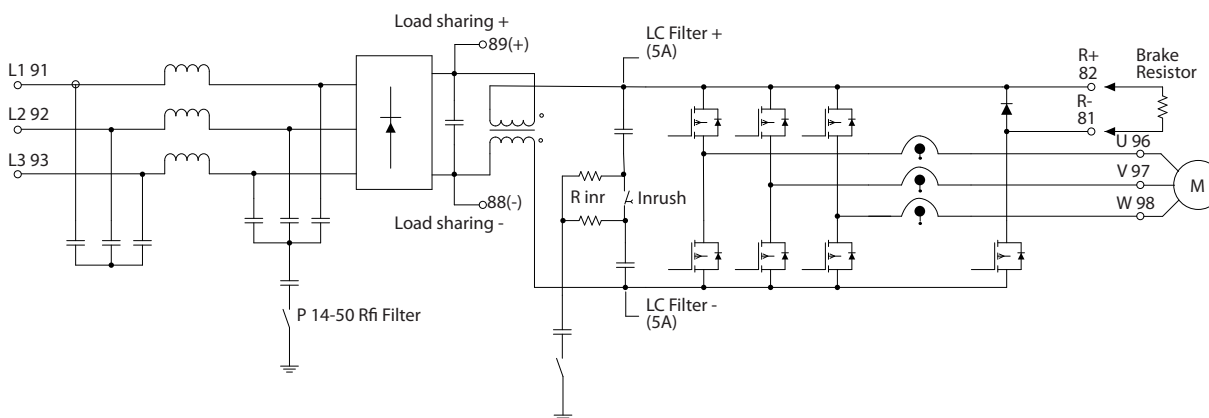 L1 91
L2 92
L3 93
P 14-50 Rfi Filter
Load sharing +
89(+)
88(-)
Load sharing -
LC Filter +
(5A)
R inr
Inrush
LC Filter -
(5A)
R+
82
Brake
Resistor
R-
81
U 96
V 97
W 98
M